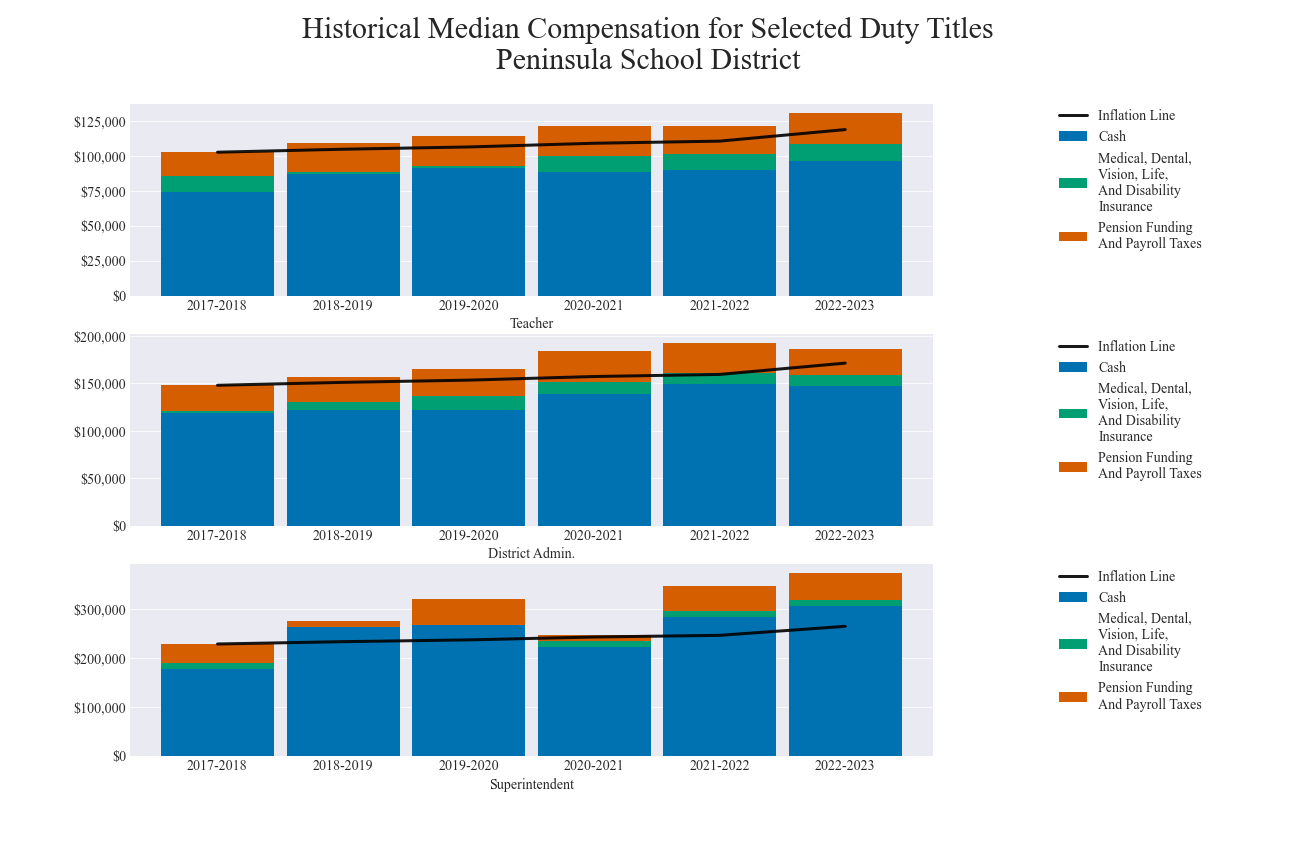 Historical Median Compensation for Selected Duty Titles
Peninsula School District
$125,000
$100,000
$75,000
$50,000
$25,000
$0
2017-2018 2018-2019 2019-2020 2020-2021 2021-2022 2022-2023
Teacher
Inflation Line
Cash
Medical, Dental,
Vision, Life,
And Disability
Insurance
Pension Funding
And Payroll Taxes
$200,000
$150,000
$100,000
$50,000
$0
2017-2018 2018-2019 2019-2020 2020-2021 2021-2022 2022-2023
District Admin.
Inflation Line
Cash
Medical, Dental,
Vision, Life,
And Disability
Insurance
Pension Funding
And Payroll Taxes
$300,000
$200,000
$100,000
$0
2017-2018 2018-2019 2019-2020 2020-2021 2021-2022 2022-2023
Superintendent
Inflation Line
Cash
Medical, Dental,
Vision, Life,
And Disability
Insurance
Pension Funding
And Payroll Taxes